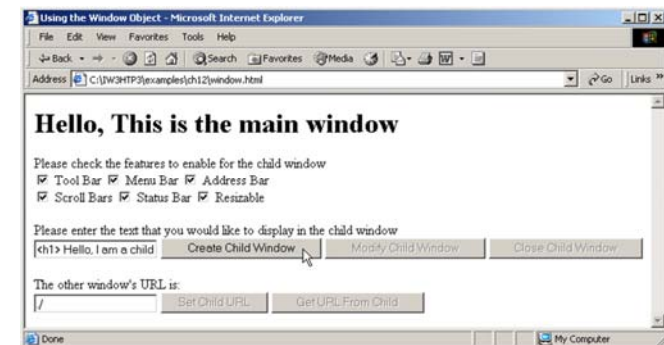 Using the Window Object - Microsoft Internet Explorer
File Edit View Favorites Tools Help
Back Search Favorites Media
Address C:\IW3HTP3\examples\ch12\window.html Go Links »
Hello, This is the main window
Please check the features to enable for the child window
Tool Bar Menu Bar Address Bar
Scroll Bars Status Bar Resizable
Please enter the text that you would like to display in the child window
<h1> Hello, I am a child Create Child Window Modify Child Window Close Child Window
The other window's URL is:
./ Set Child URL Get URL From Child
Done My Computer